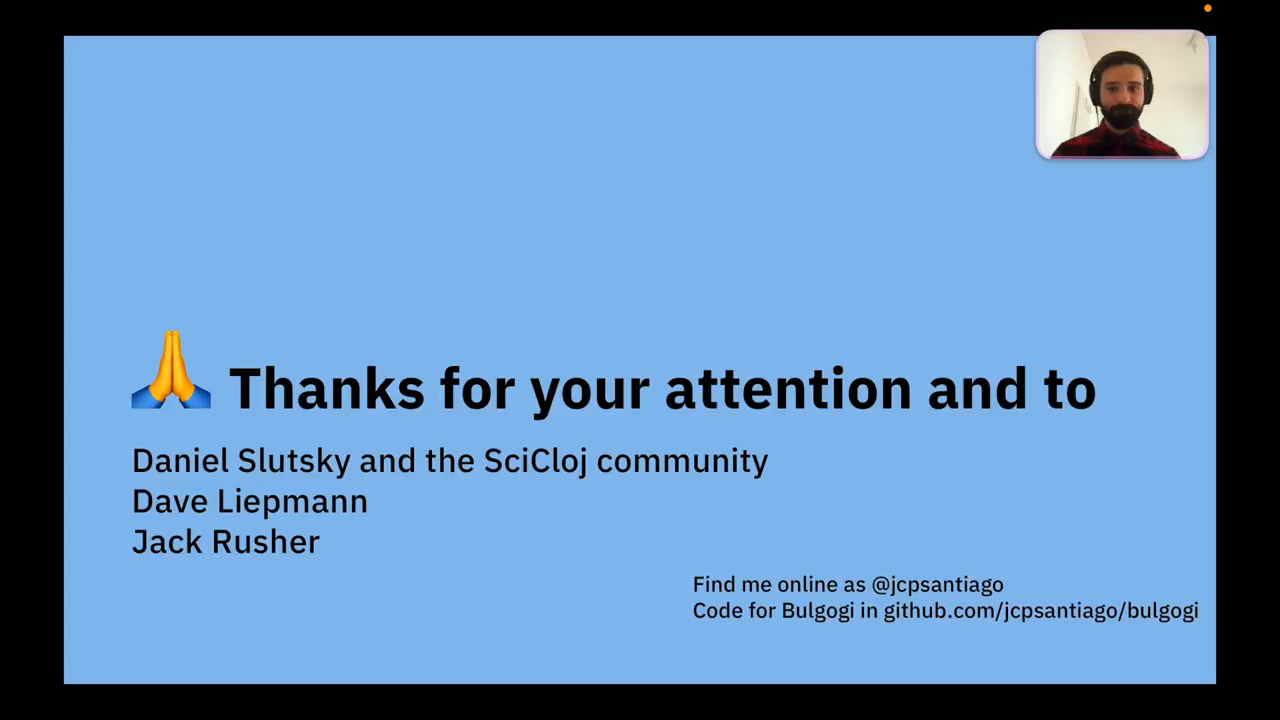 🙏 Thanks for your attention and to
Daniel Slutsky and the SciCloj community
Dave Liepmann
Jack Rusher
Find me online as @jcpsantiago
Code for Bulgogi in github.com/jcpsantiago/bulgogi